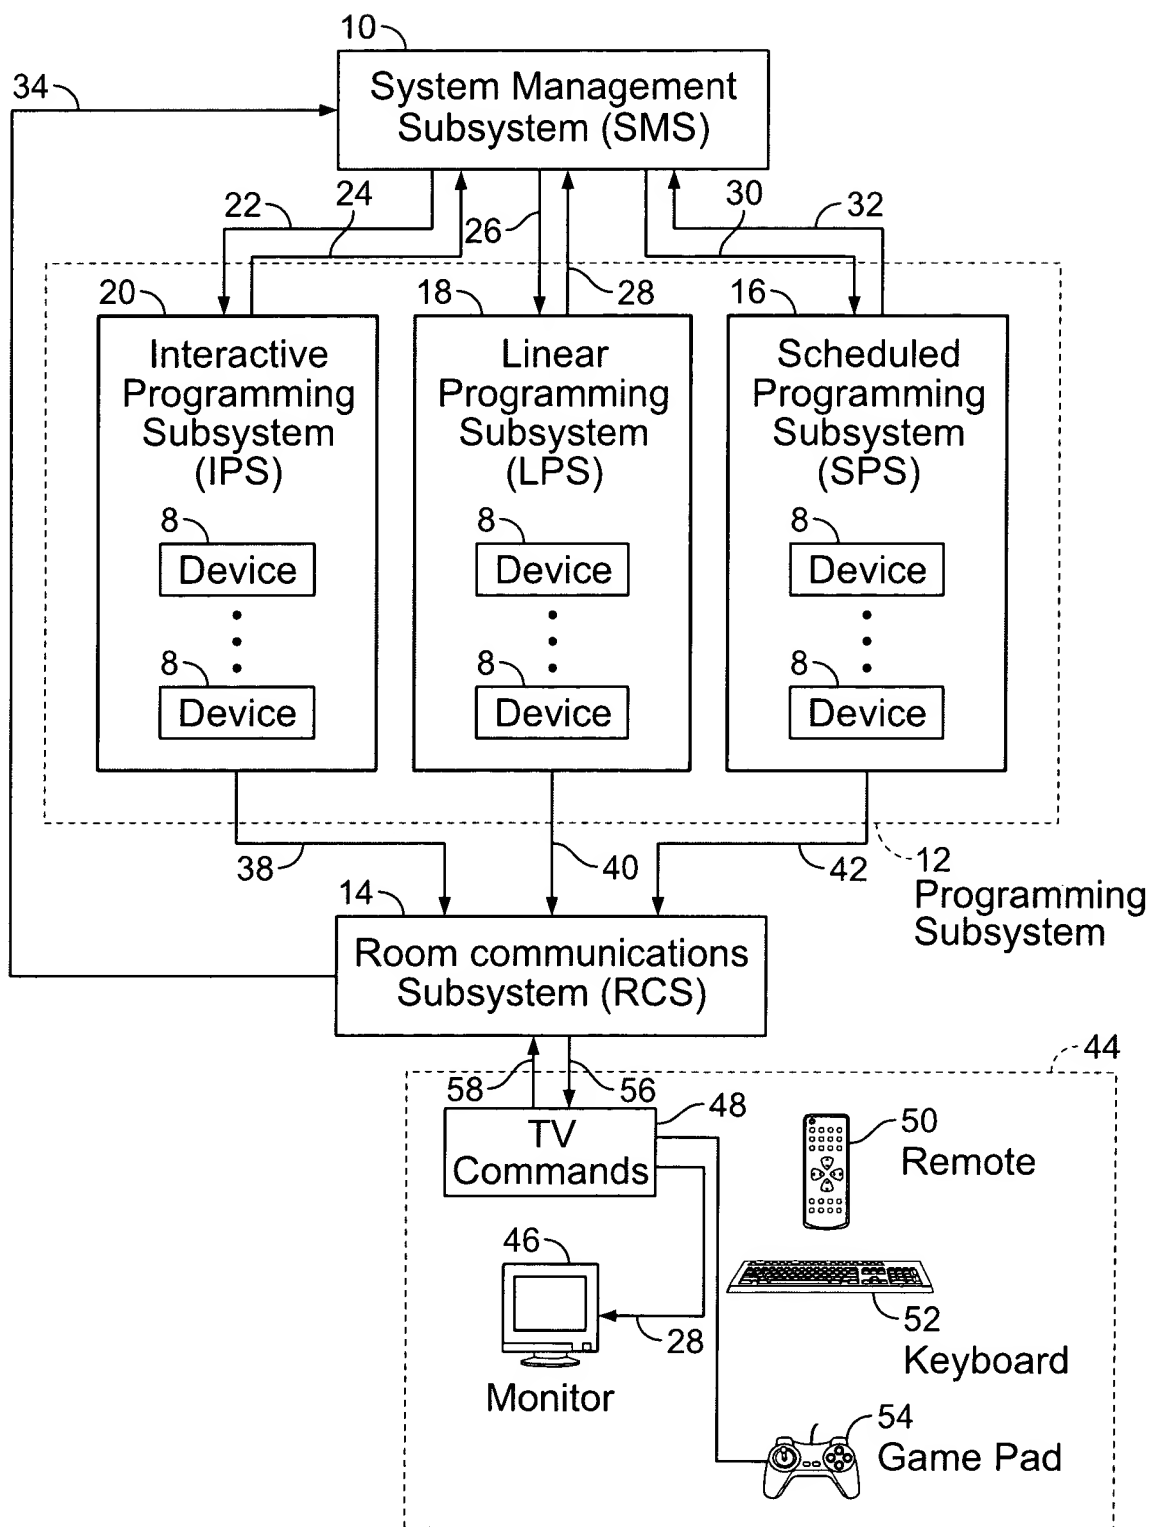 10
System Management
Subsystem (SMS)
34
22
24
26
28
30
32
20
Interactive
Programming
Subsystem
(IPS)
8
Device
8
Device
18
Linear
Programming
Subsystem
(LPS)
8
Device
8
Device
16
Scheduled
Programming
Subsystem
(SPS)
8
Device
8
Device
38
40
42
12
Programming
Subsystem
14
Room communications
Subsystem (RCS)
44
58
56
48
TV
Commands
50
Remote
46
Monitor
28
52
Keyboard
54
Game Pad